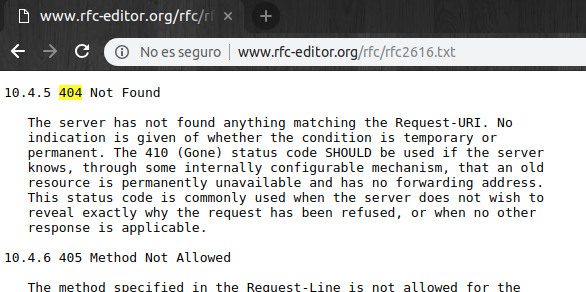 www.rfc-editor.org/rfc/rf
No es seguro | www.rfc-editor.org/rfc/rfc2616.txt
10.4.5 404 Not Found
The server has not found anything matching the Request-URI. No
indication is given of whether the condition is temporary or
permanent. The 410 (Gone) status code SHOULD be used if the server
knows, through some internally configurable mechanism, that an old
resource is permanently unavailable and has no forwarding address.
This status code is commonly used when the server does not wish to
reveal exactly why the request has been refused, or when no other
response is applicable.
10.4.6 405 Method Not Allowed
The method specified in the Request-Line is not allowed for the